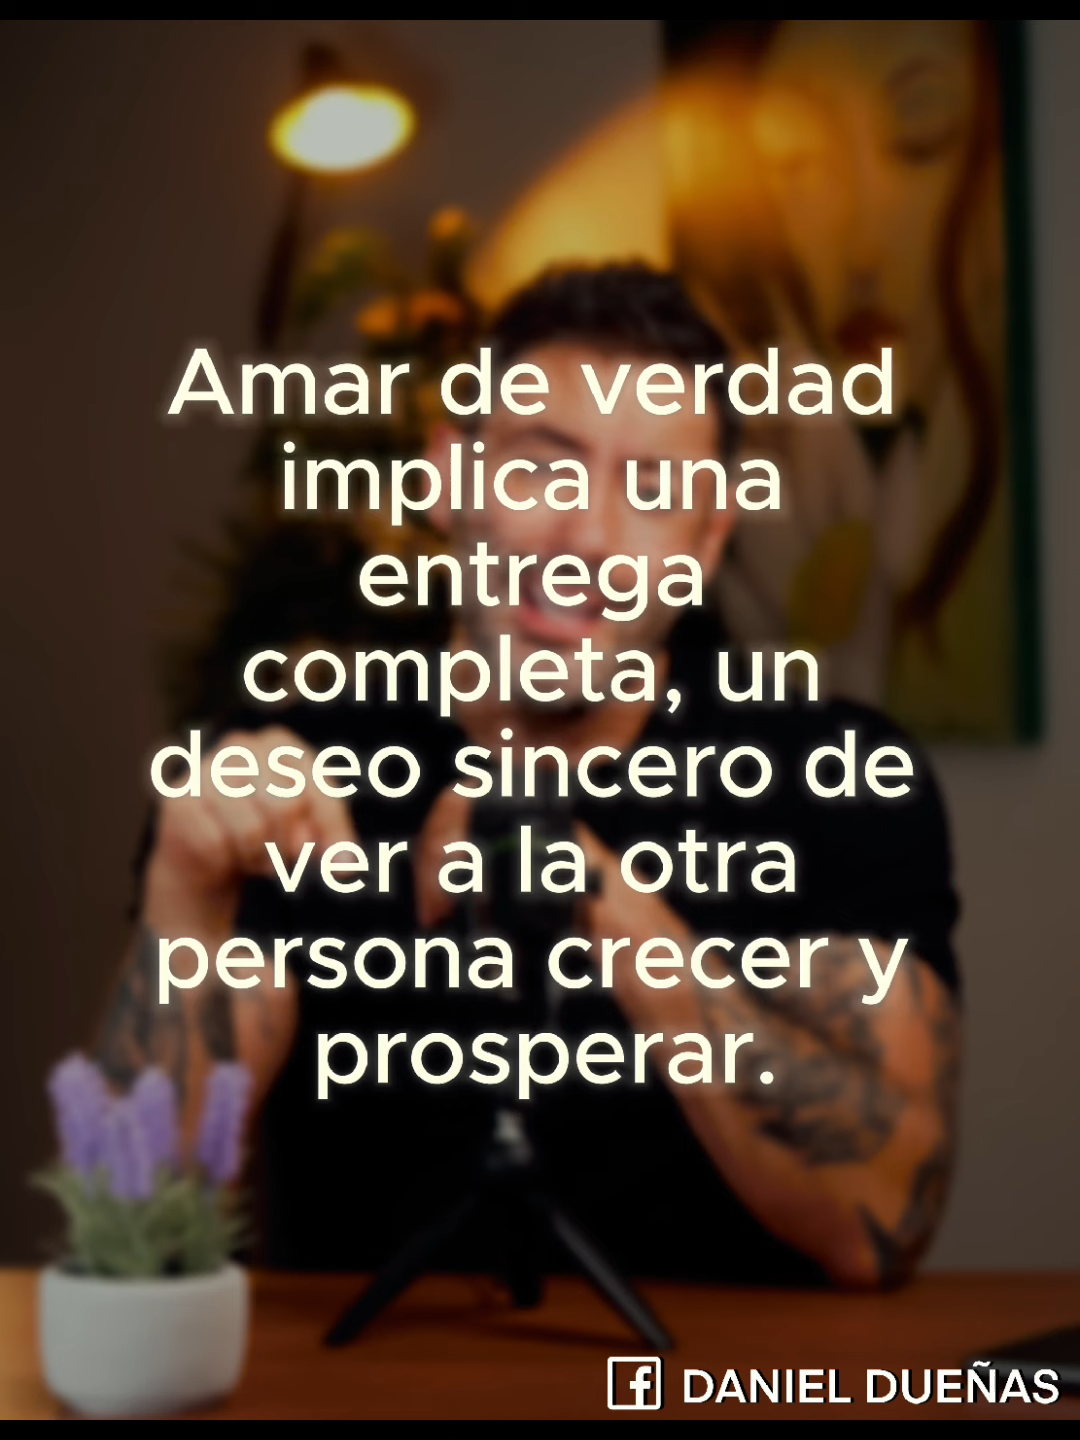 Amar de verdad
implica una
entrega
completa, un
deseo sincero de
ver a la otra
persona crecer y
prosperar.
DANIEL DUEÑAS